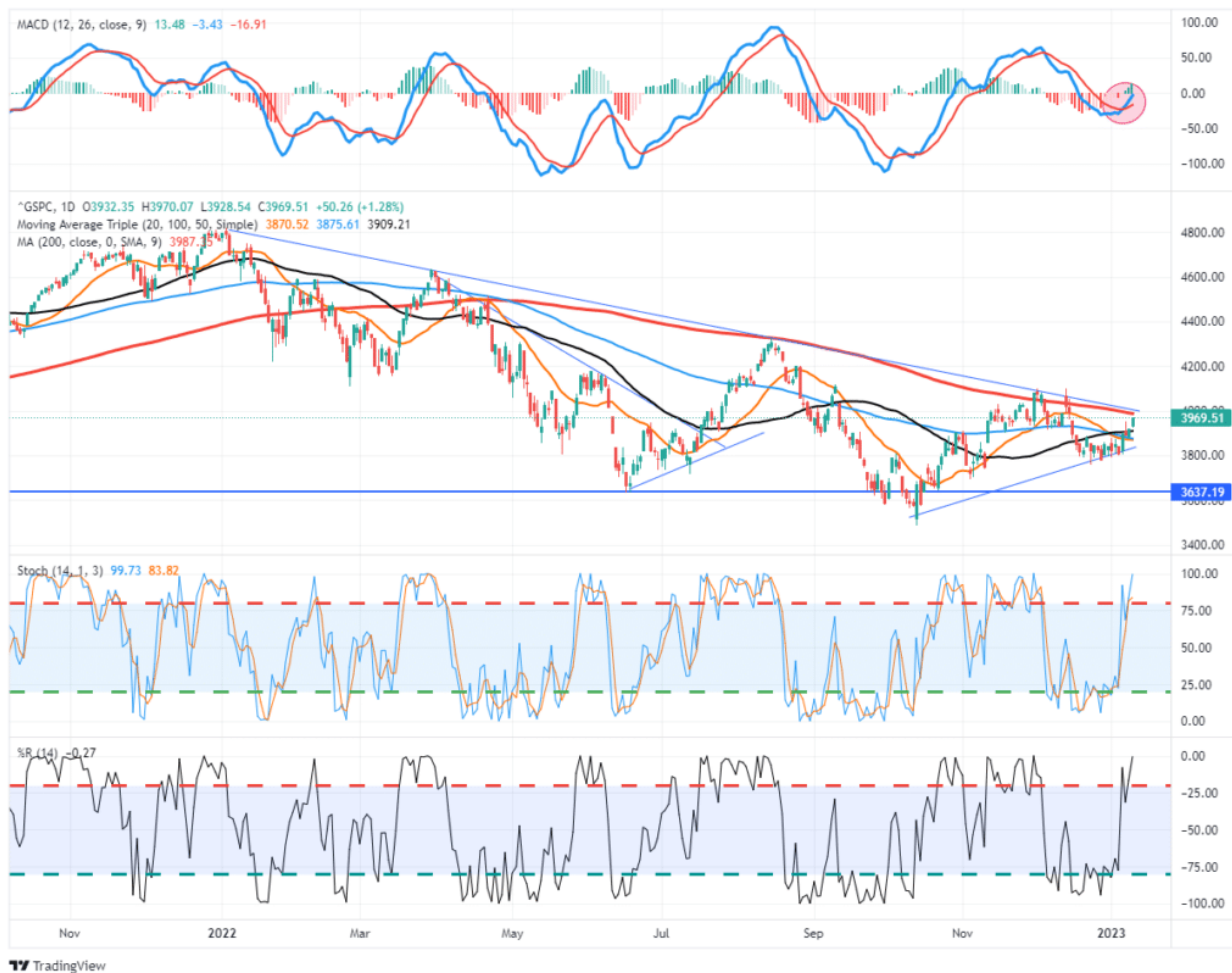 MACD (12, 26, close, 9) 13.48 −3.43 −16.91
100.00
50.00
0.00
−50.00
−100.00
^GSPC, 1D O3932.35 H3970.07 L3928.54 C3969.51 +50.26 (+1.28%)
Moving Average Triple (20, 100, 50, Simple) 3870.52 3875.61 3909.21
MA (200, close, 0, SMA, 9) 3987.35
4800.00
4600.00
4400.00
4200.00
3969.51
3800.00
3637.19
3400.00
Stoch (14, 1, 3) 99.73 83.82
100.00
75.00
50.00
25.00
0.00
%R (14) −0.27
0.00
−25.00
−50.00
−75.00
−100.00
Nov 2022 Mar May Jul Sep Nov 2023
TradingView